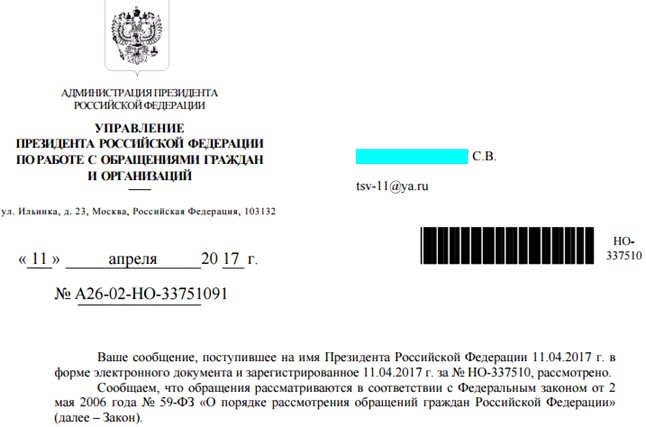 АДМИНИСТРАЦИЯ ПРЕЗИДЕНТА
РОССИЙСКОЙ ФЕДЕРАЦИИ
УПРАВЛЕНИЕ
ПРЕЗИДЕНТА РОССИЙСКОЙ ФЕДЕРАЦИИ
ПО РАБОТЕ С ОБРАЩЕНИЯМИ ГРАЖДАН
И ОРГАНИЗАЦИЙ
ул. Ильинка, д. 23, Москва, Российская Федерация, 103132
« 11 » апреля 20 17 г.
№ А26-02-НО-33751091
С.В.
tsv-11@ya.ru
НО-
337510
Ваше сообщение, поступившее на имя Президента Российской Федерации 11.04.2017 г. в
форме электронного документа и зарегистрированное 11.04.2017 г. за № НО-337510, рассмотрено.
Сообщаем, что обращения рассматриваются в соответствии с Федеральным законом от 2
мая 2006 года № 59-ФЗ «О порядке рассмотрения обращений граждан Российской Федерации»
(далее – Закон).